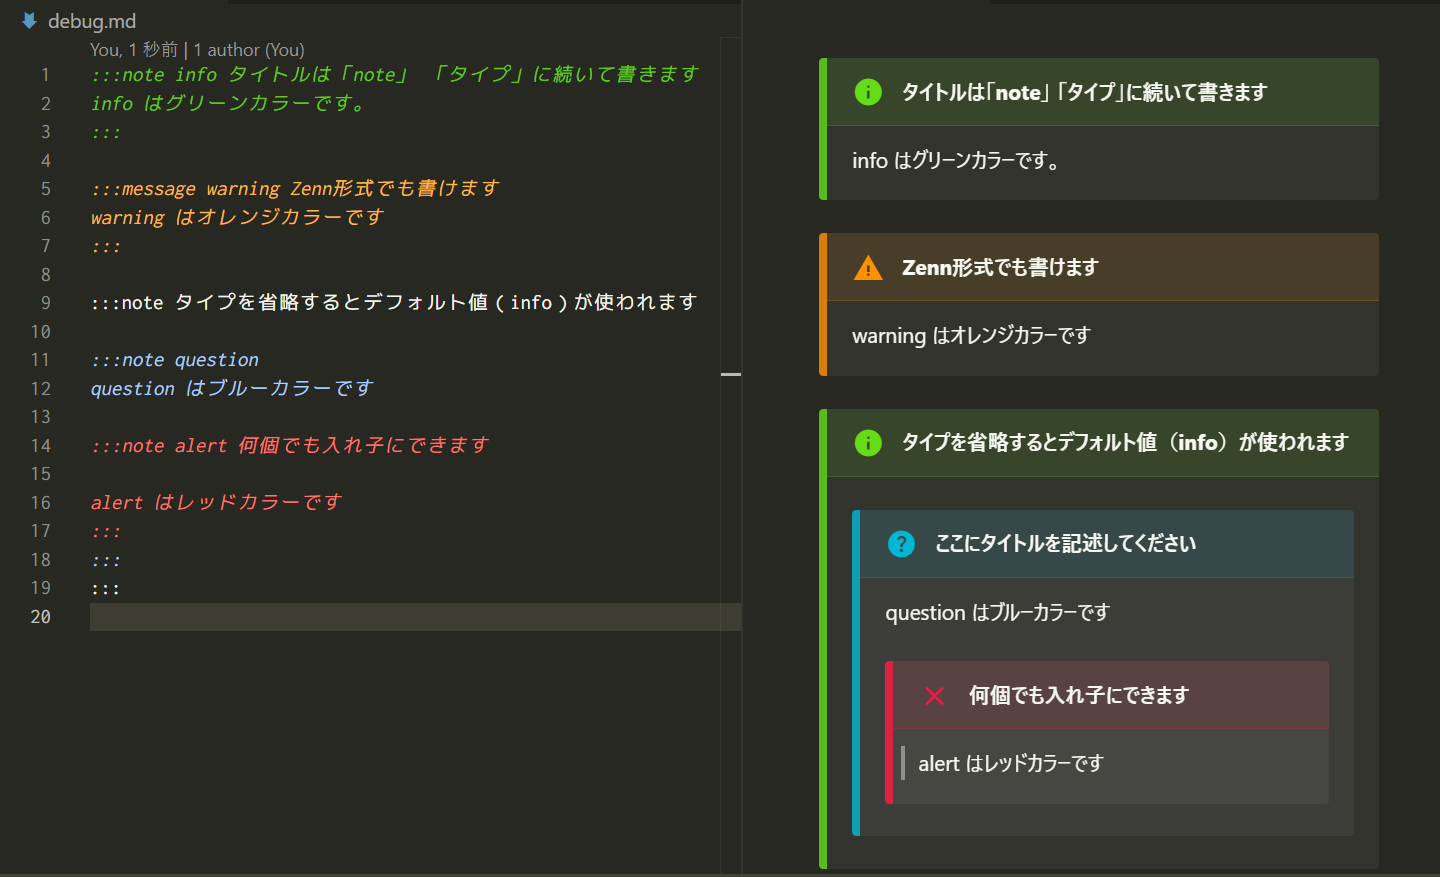 debug.md
You, 1 秒前 | 1 author (You)
1 :::note info タイトルは「note」 「タイプ」に続いて書きます
2 info はグリーンカラーです。
3 :::
4
5 :::message warning Zenn形式でも書けます
6 warning はオレンジカラーです
7 :::
8
9 :::note タイプを省略するとデフォルト値（info）が使われます
10
11 :::note question
12 question はブルーカラーです
13
14 :::note alert 何個でも入れ子にできます
15
16 alert はレッドカラーです
17 :::
18 :::
19 :::
20
タイトルは「note」「タイプ」に続いて書きます
info はグリーンカラーです。
Zenn形式でも書けます
warning はオレンジカラーです
タイプを省略するとデフォルト値（info）が使われます
ここにタイトルを記述してください
question はブルーカラーです
何個でも入れ子にできます
alert はレッドカラーです